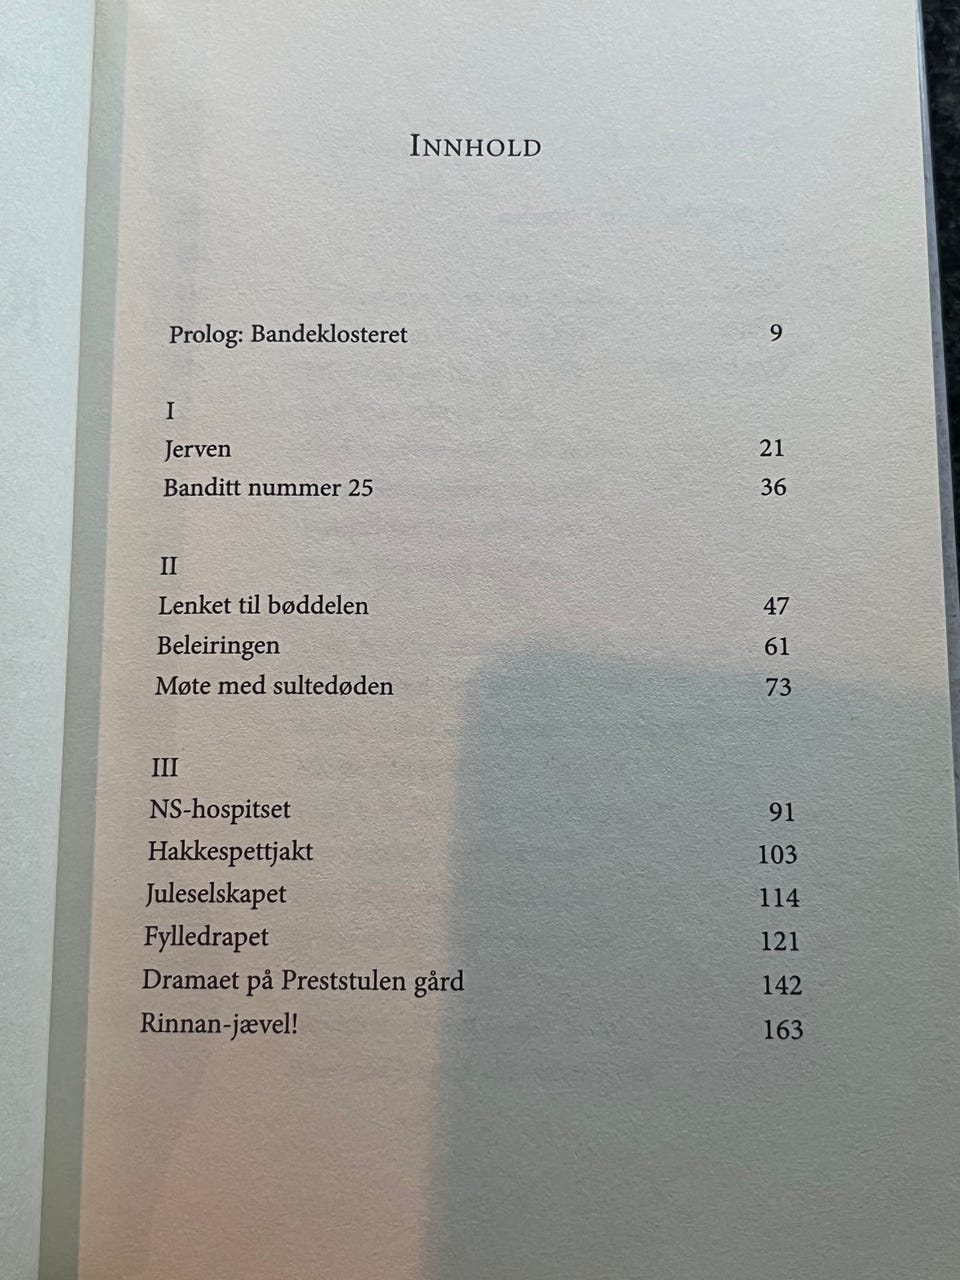 INNHOLD
Prolog: Bandeklosteret 9
I
Jerven 21
Banditt nummer 25 36
II
Lenket til bøddelen 47
Beleiringen 61
Møte med sultedøden 73
III
NS-hospitset 91
Hakkespettjakt 103
Juleselskapet 114
Fylledrapet 121
Dramaet på Preststulen gård 142
Rinnan-jævel! 163